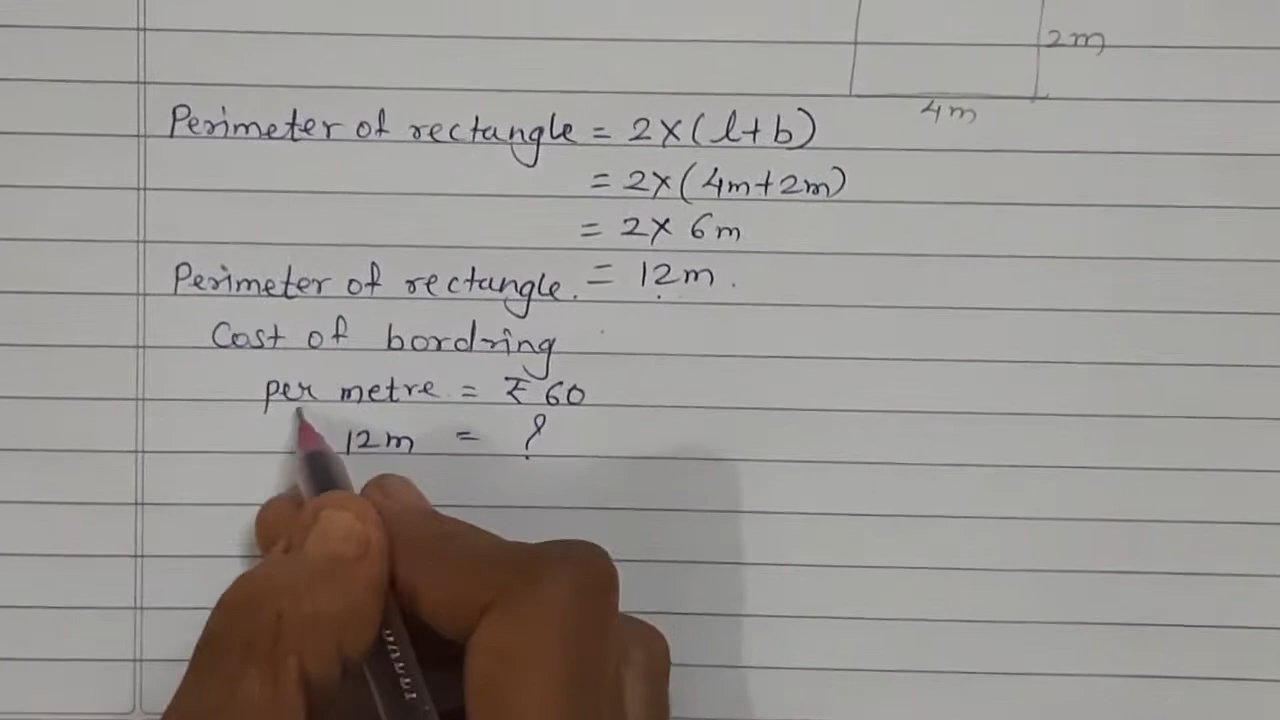 2m
4m
Perimeter of rectangle = 2×(l+b)
= 2×(4m+2m)
= 2× 6m
Perimeter of rectangle. = 12m.
Cost of bordring
per metre = ₹60
12m = ?